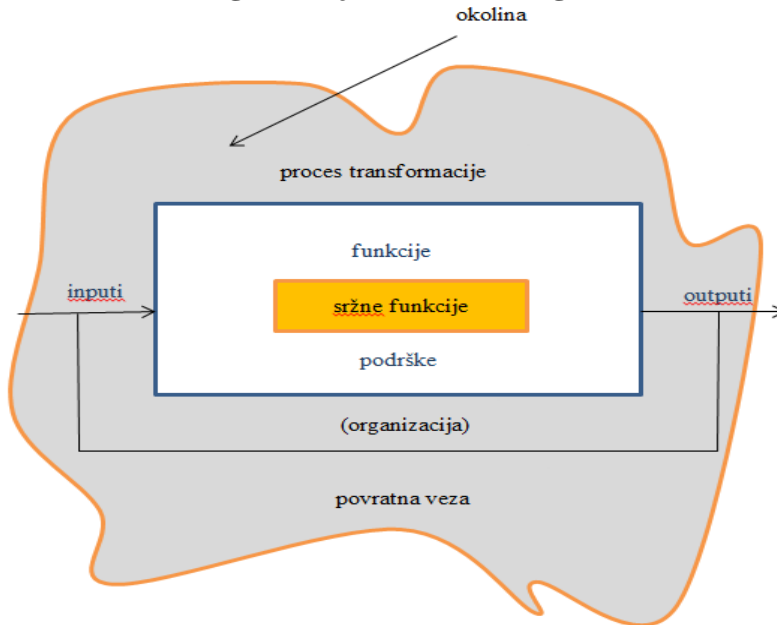 okolina
proces transformacije
funkcije
inputi
sržne funkcije
outputi
podrške
(organizacija)
povratna veza